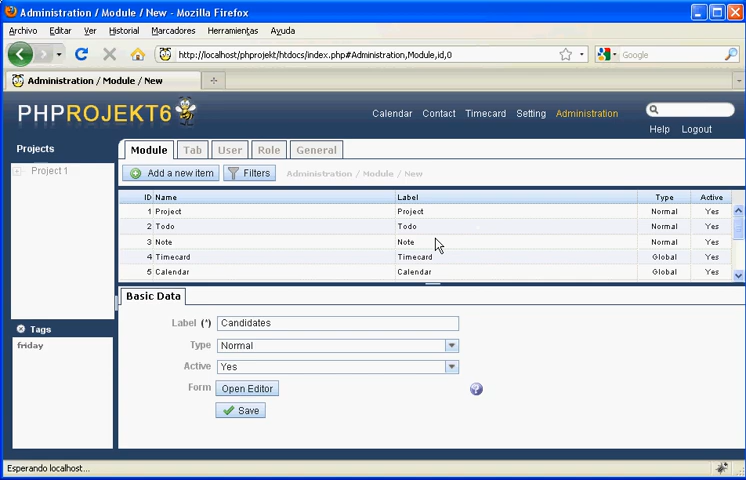 Administration / Module / New - Mozilla Firefox
Archivo Editar Ver Historial Marcadores Herramientas Ayuda
http://localhost/phprojekt/htdocs/index.php#Administration,Module,id,0
Google
Administration / Module / New
PHPROJEKT6
Calendar Contact Timecard Setting Administration
Help Logout
Projects
Project 1
Module Tab User Role General
Add a new item Filters Administration / Module / New
ID Name Label Type Active
1 Project Project Normal Yes
2 Todo Todo Normal Yes
3 Note Note Normal Yes
4 Timecard Timecard Global Yes
5 Calendar Calendar Global Yes
Basic Data
Label (*) Candidates
Type Normal
Active Yes
Form Open Editor
Save
Tags
friday
Esperando localhost...